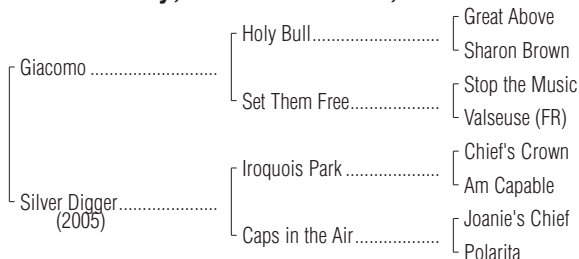 Holy Bull........................
Great Above
Sharon Brown
Giacomo ........................
Set Them Free.................
Stop the Music
Valseuse (FR)
Iroquois Park ..................
Chief's Crown
Am Capable
Silver Digger....................
(2005)
Caps in the Air................
Joanie's Chief
Polarita